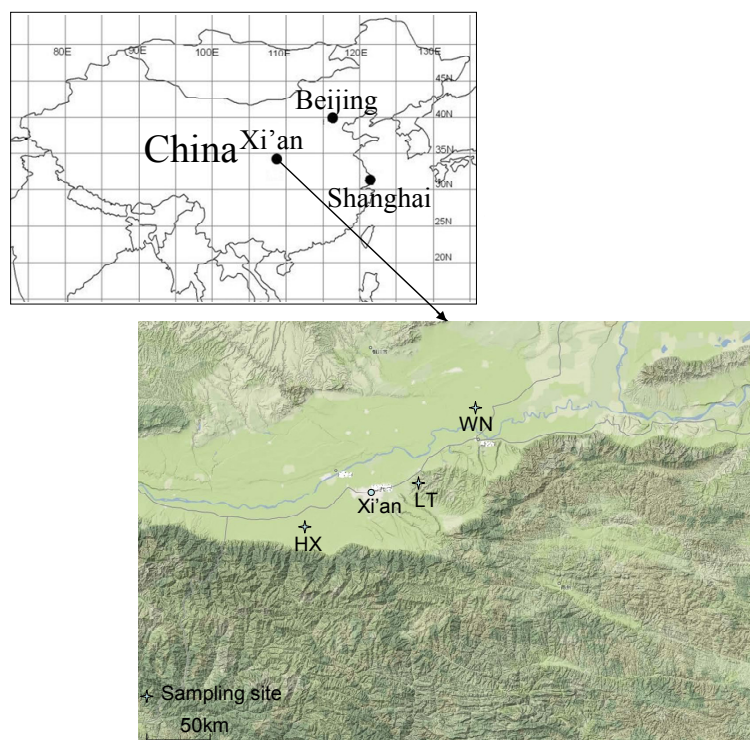 80E 90E 100E 110E 120E 130E
45N
Beijing
40N
China Xi’an
35N
Shanghai
30N
25N
20N
WN
LT
Xi’an
HX
Sampling site
50km